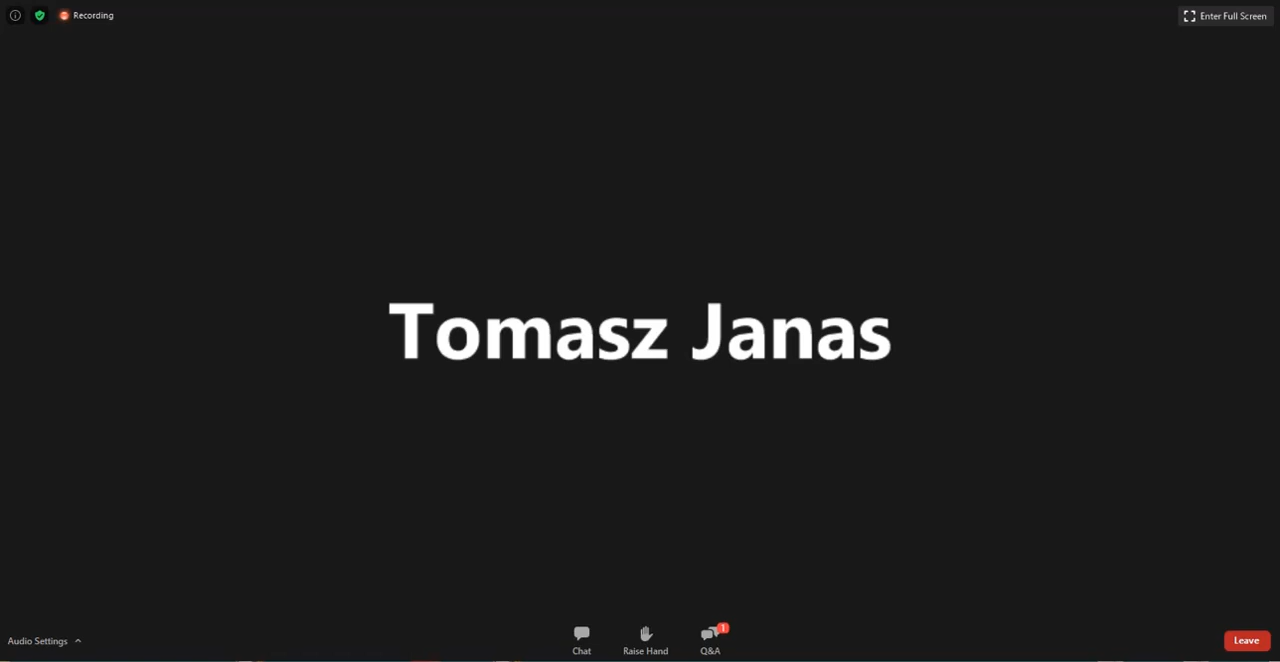 Recording
Enter Full Screen
Tomasz Janas
Audio Settings
Chat
Raise Hand
Q&A
1
Leave